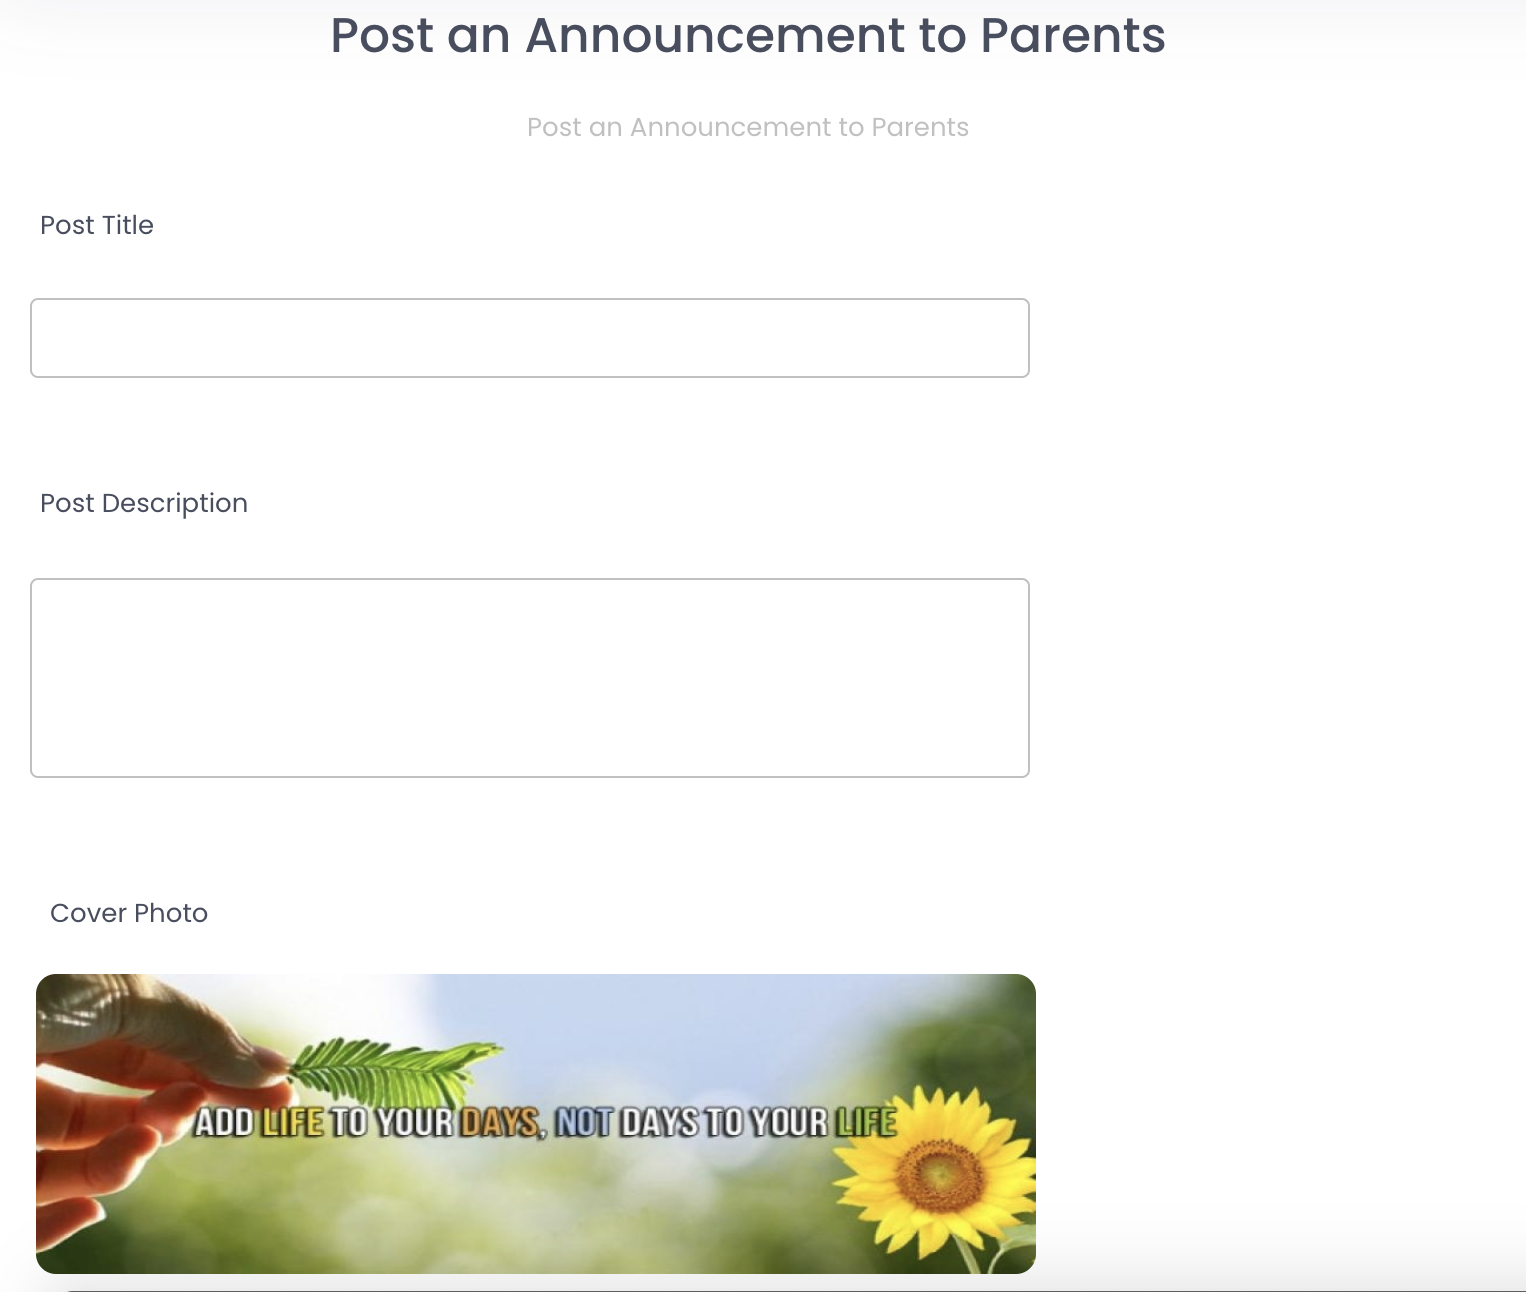 Post an Announcement to Parents
Post an Announcement to Parents
Post Title
Post Description
Cover Photo
ADD LIFE TO YOUR DAYS, NOT DAYS TO YOUR LIFE